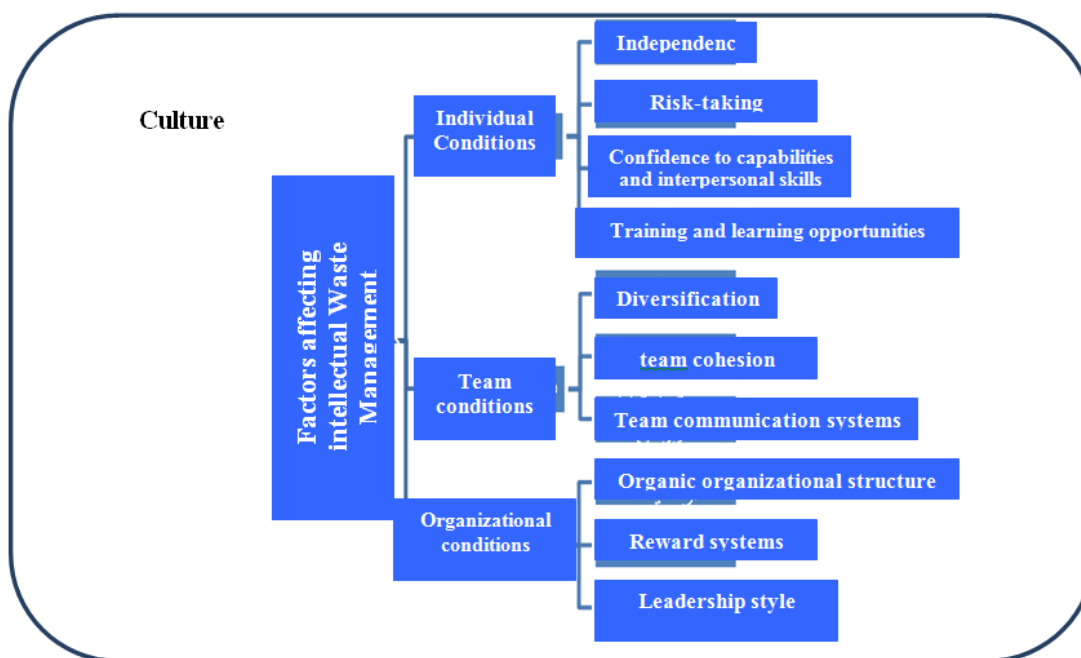 Culture
Factors affecting
intellectual Waste
Management
Individual
Conditions
Independenc
Risk-taking
Confidence to capabilities
and interpersonal skills
Training and learning opportunities
Team
conditions
Diversification
team cohesion
Team communication systems
Organizational
conditions
Organic organizational structure
Reward systems
Leadership style